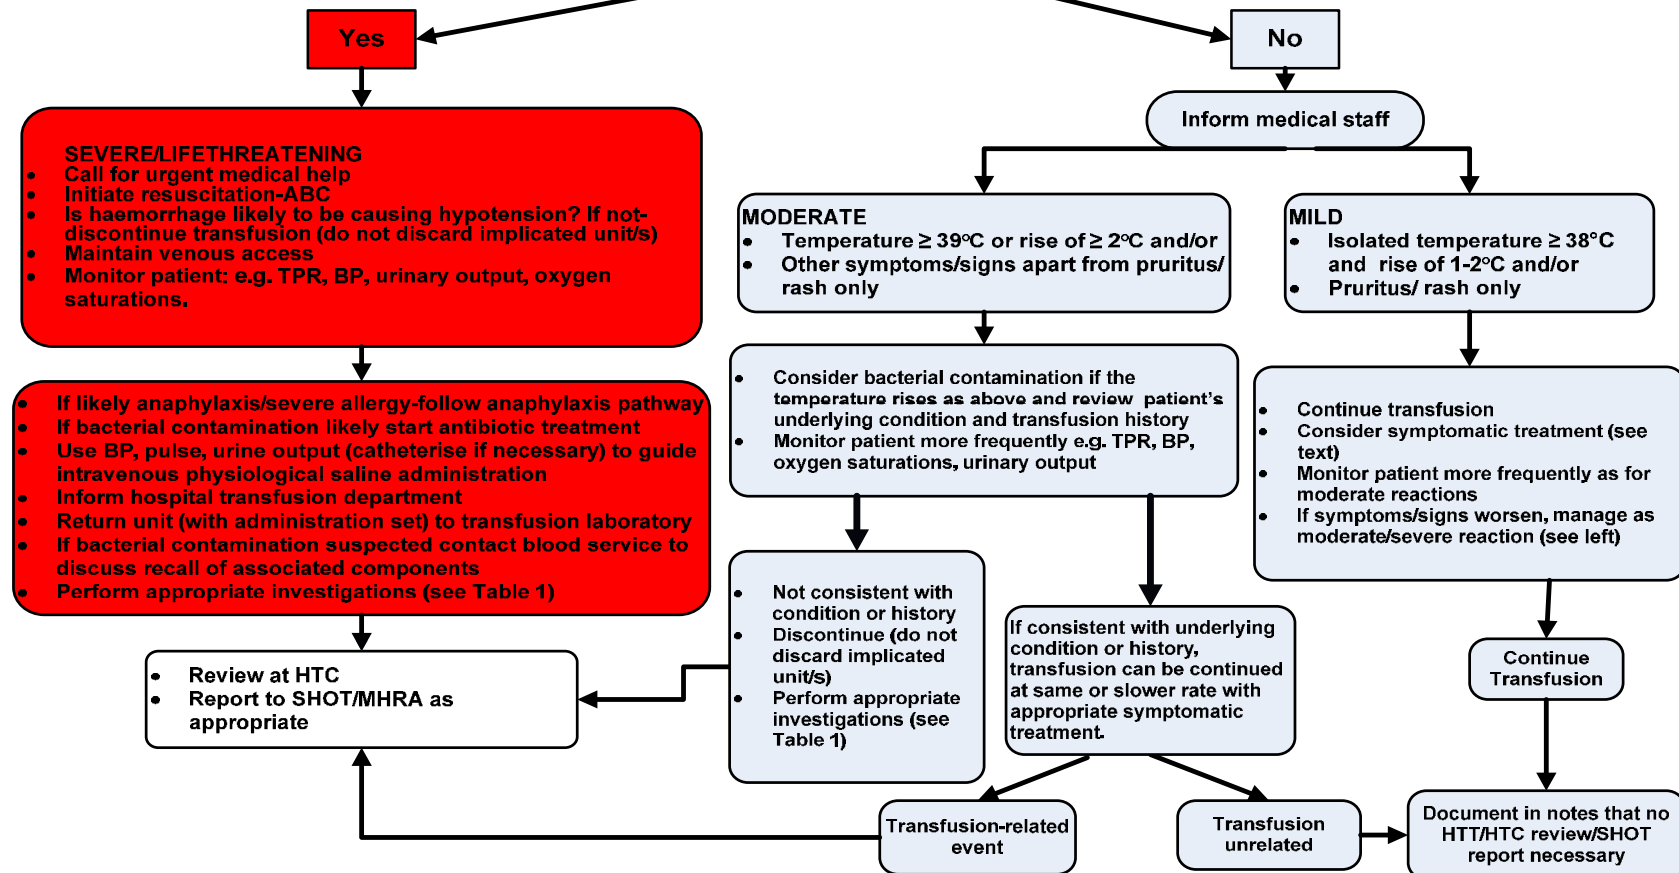 Yes
No
SEVERE/LIFETHREATENING
• Call for urgent medical help
• Initiate resuscitation-ABC
• Is haemorrhage likely to be causing hypotension? If not-
discontinue transfusion (do not discard implicated unit/s)
• Maintain venous access
• Monitor patient: e.g. TPR, BP, urinary output, oxygen
saturations.
• If likely anaphylaxis/severe allergy-follow anaphylaxis pathway
• If bacterial contamination likely start antibiotic treatment
• Use BP, pulse, urine output (catheterise if necessary) to guide
intravenous physiological saline administration
• Inform hospital transfusion department
• Return unit (with administration set) to transfusion laboratory
• If bacterial contamination suspected contact blood service to
discuss recall of associated components
• Perform appropriate investigations (see Table 1)
• Review at HTC
• Report to SHOT/MHRA as
appropriate
Inform medical staff
MODERATE
• Temperature ≥ 39°C or rise of ≥ 2°C and/or
• Other symptoms/signs apart from pruritus/
rash only
• Consider bacterial contamination if the
temperature rises as above and review patient's
underlying condition and transfusion history
• Monitor patient more frequently e.g. TPR, BP,
oxygen saturations, urinary output
• Not consistent with
condition or history
• Discontinue (do not
discard implicated
unit/s)
• Perform appropriate
investigations (see
Table 1)
If consistent with underlying
condition or history,
transfusion can be continued
at same or slower rate with
appropriate symptomatic
treatment.
Transfusion-related
event
Transfusion
unrelated
MILD
• Isolated temperature ≥ 38°C
and rise of 1-2°C and/or
• Pruritus/ rash only
• Continue transfusion
• Consider symptomatic treatment (see
text)
• Monitor patient more frequently as for
moderate reactions
• If symptoms/signs worsen, manage as
moderate/severe reaction (see left)
Continue
Transfusion
Document in notes that no
HTT/HTC review/SHOT
report necessary